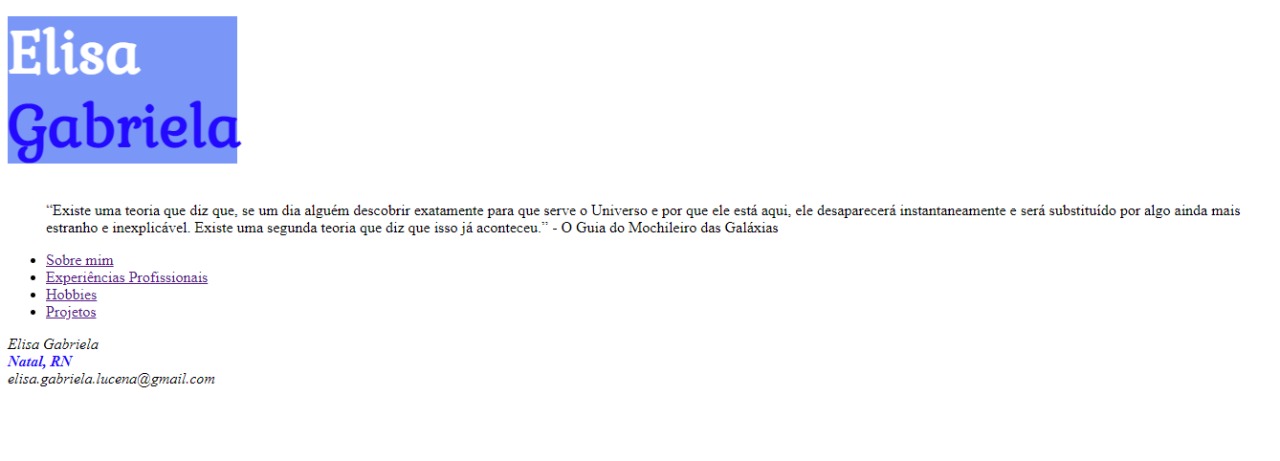 Elisa
Gabriela
“Existe uma teoria que diz que, se um dia alguém descobrir exatamente para que serve o Universo e por que ele está aqui, ele desaparecerá instantaneamente e será substituído por algo ainda mais
estranho e inexplicável. Existe uma segunda teoria que diz que isso já aconteceu.” - O Guia do Mochileiro das Galáxias
Sobre mim
Experiências Profissionais
Hobbies
Projetos
Elisa Gabriela
Natal, RN
elisa.gabriela.lucena@gmail.com